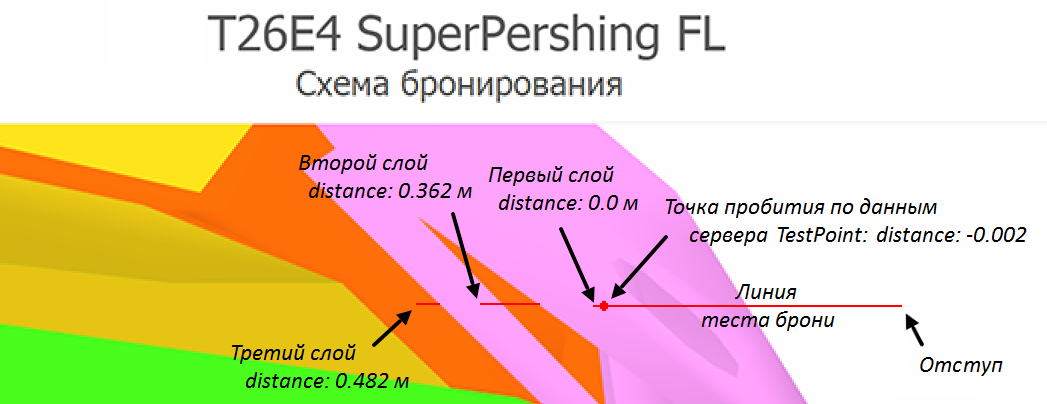 T26E4 SuperPershing FL
Схема бронирования
Второй слой
distance: 0.362 м
Первый слой
distance: 0.0 м
Точка пробития по данным
сервера TestPoint: distance: -0.002
Линия
теста брони
Третий слой
distance: 0.482 м
Отступ